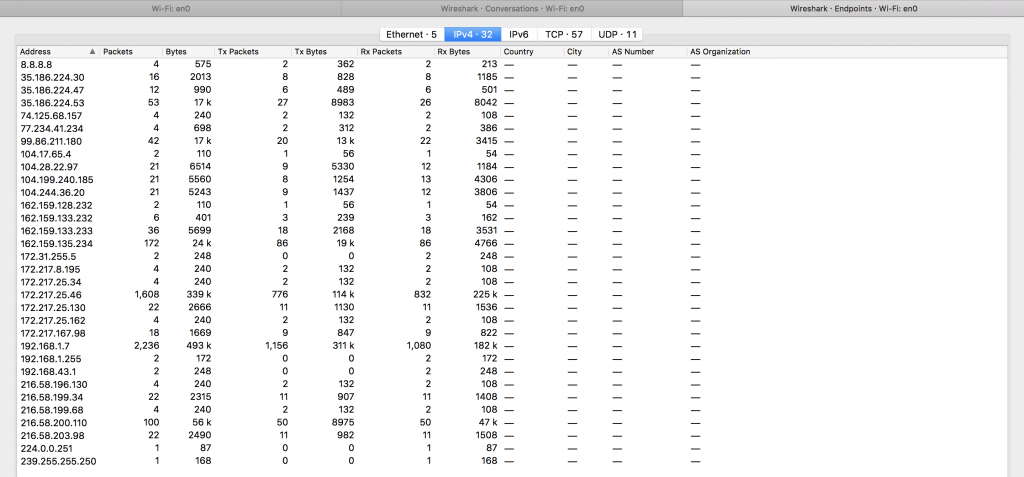 Wi-Fi: en0 Wireshark · Conversations · Wi-Fi: en0 Wireshark · Endpoints · Wi-Fi: en0
Ethernet · 5 IPv4 · 32 IPv6 TCP · 57 UDP · 11
Address ▲ Packets Bytes Tx Packets Tx Bytes Rx Packets Rx Bytes Country City AS Number AS Organization
8.8.8.8 4 575 2 362 2 213 — — — —
35.186.224.30 16 2013 8 828 8 1185 — — — —
35.186.224.47 12 990 6 489 6 501 — — — —
35.186.224.53 53 17 k 27 8983 26 8042 — — — —
74.125.68.157 4 240 2 132 2 108 — — — —
77.234.41.234 4 698 2 312 2 386 — — — —
99.86.211.180 42 17 k 20 13 k 22 3415 — — — —
104.17.65.4 2 110 1 56 1 54 — — — —
104.28.22.97 21 6514 9 5330 12 1184 — — — —
104.199.240.185 21 5560 8 1254 13 4306 — — — —
104.244.36.20 21 5243 9 1437 12 3806 — — — —
162.159.128.232 2 110 1 56 1 54 — — — —
162.159.133.232 6 401 3 239 3 162 — — — —
162.159.133.233 36 5699 18 2168 18 3531 — — — —
162.159.135.234 172 24 k 86 19 k 86 4766 — — — —
172.31.255.5 2 248 0 0 2 248 — — — —
172.217.8.195 4 240 2 132 2 108 — — — —
172.217.25.34 4 240 2 132 2 108 — — — —
172.217.25.46 1,608 339 k 776 114 k 832 225 k — — — —
172.217.25.130 22 2666 11 1130 11 1536 — — — —
172.217.25.162 4 240 2 132 2 108 — — — —
172.217.167.98 18 1669 9 847 9 822 — — — —
192.168.1.7 2,236 493 k 1,156 311 k 1,080 182 k — — — —
192.168.1.255 2 172 0 0 2 172 — — — —
192.168.43.1 2 248 0 0 2 248 — — — —
216.58.196.130 4 240 2 132 2 108 — — — —
216.58.199.34 22 2315 11 907 11 1408 — — — —
216.58.199.68 4 240 2 132 2 108 — — — —
216.58.200.110 100 56 k 50 8975 50 47 k — — — —
216.58.203.98 22 2490 11 982 11 1508 — — — —
224.0.0.251 1 87 0 0 1 87 — — — —
239.255.255.250 1 168 0 0 1 168 — — — —